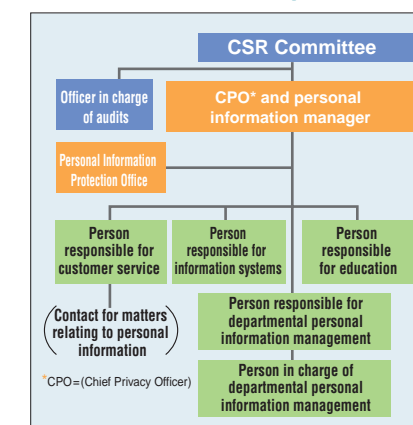 CSR Committee
Officer in charge
of audits
CPO* and personal
information manager
Personal Information
Protection Office
Person
responsible for
customer service
Person
responsible for
information systems
Person
responsible
for education
(Contact for matters
relating to personal
information)
Person responsible for
departmental personal
information management
Person in charge of
departmental personal
information management
*CPO=(Chief Privacy Officer)